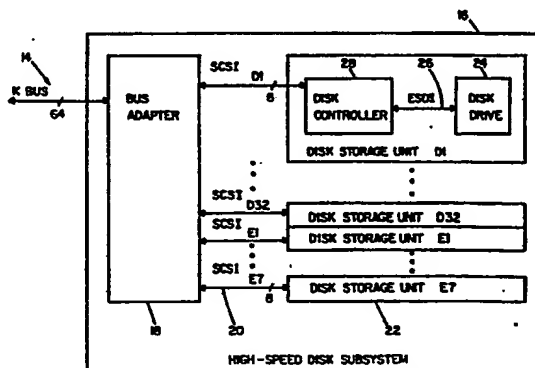 16
14
K BUS
64
BUS
ADAPTER
SCSI
D1
8
28
26
24
DISK
CONTROLLER
ESDI
DISK
DRIVE
DISK STORAGE UNIT D1
SCSI
D32
DISK STORAGE UNIT D32
SCSI
E1
DISK STORAGE UNIT E1
SCSI
E7
8
DISK STORAGE UNIT E7
18
20
22
HIGH-SPEED DISK SUBSYSTEM